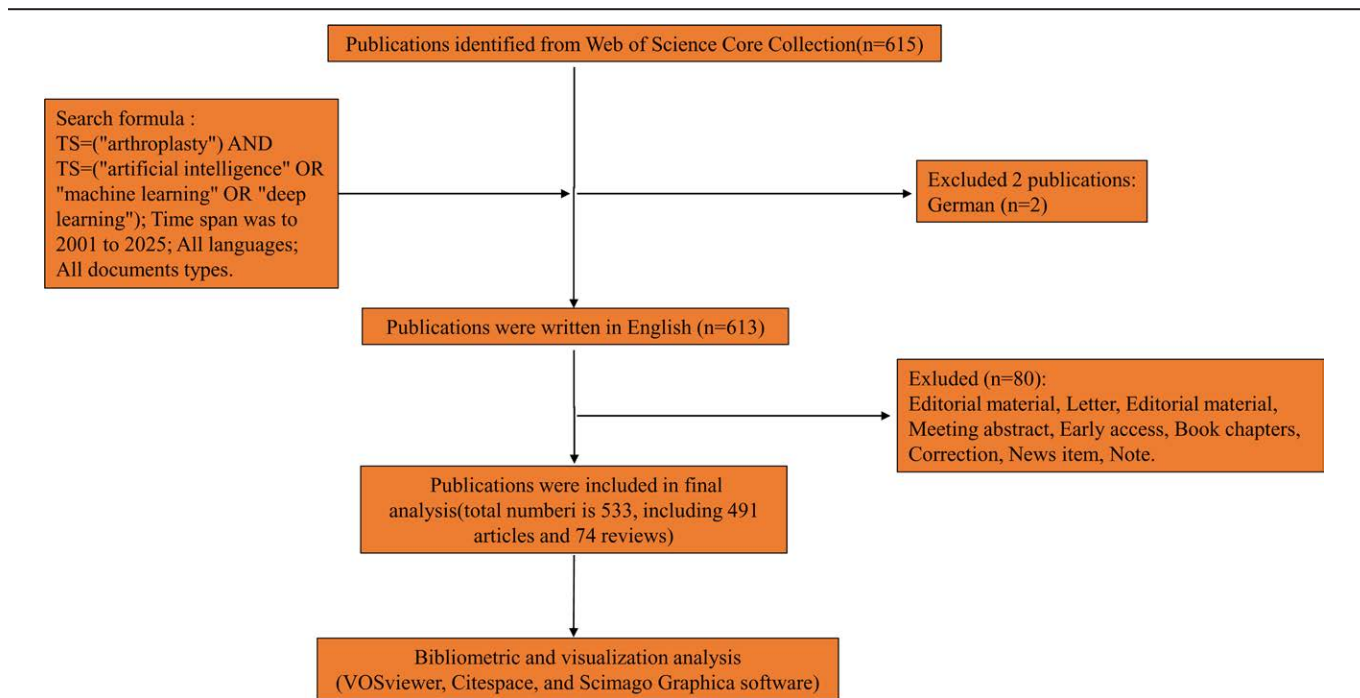 Publications identified from Web of Science Core Collection(n=615)
Search formula :
TS=("arthroplasty") AND
TS=("artificial intelligence" OR
"machine learning" OR "deep
learning"); Time span was to
2001 to 2025; All languages;
All documents types.
Excluded 2 publications:
German (n=2)
Publications were written in English (n=613)
Exluded (n=80):
Editorial material, Letter, Editorial material,
Meeting abstract, Early access, Book chapters,
Correction, News item, Note.
Publications were included in final
analysis(total numberi is 533, including 491
articles and 74 reviews)
Bibliometric and visualization analysis
(VOSviewer, Citespace, and Scimago Graphica software)